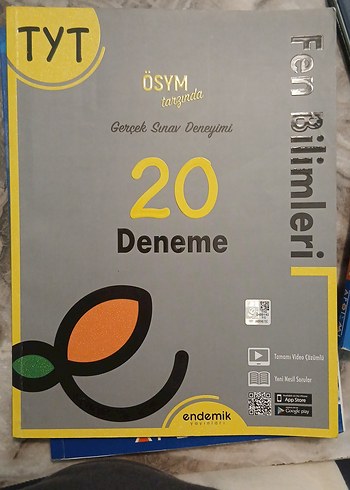 TYT
ÖSYM
tarzında
Gerçek Sınav Deneyimi
20
Deneme
Fen Bilimleri
Tamamı Video Çözümlü
Yeni Nesil Sorular
App Store
Google play
endemik
yayınları